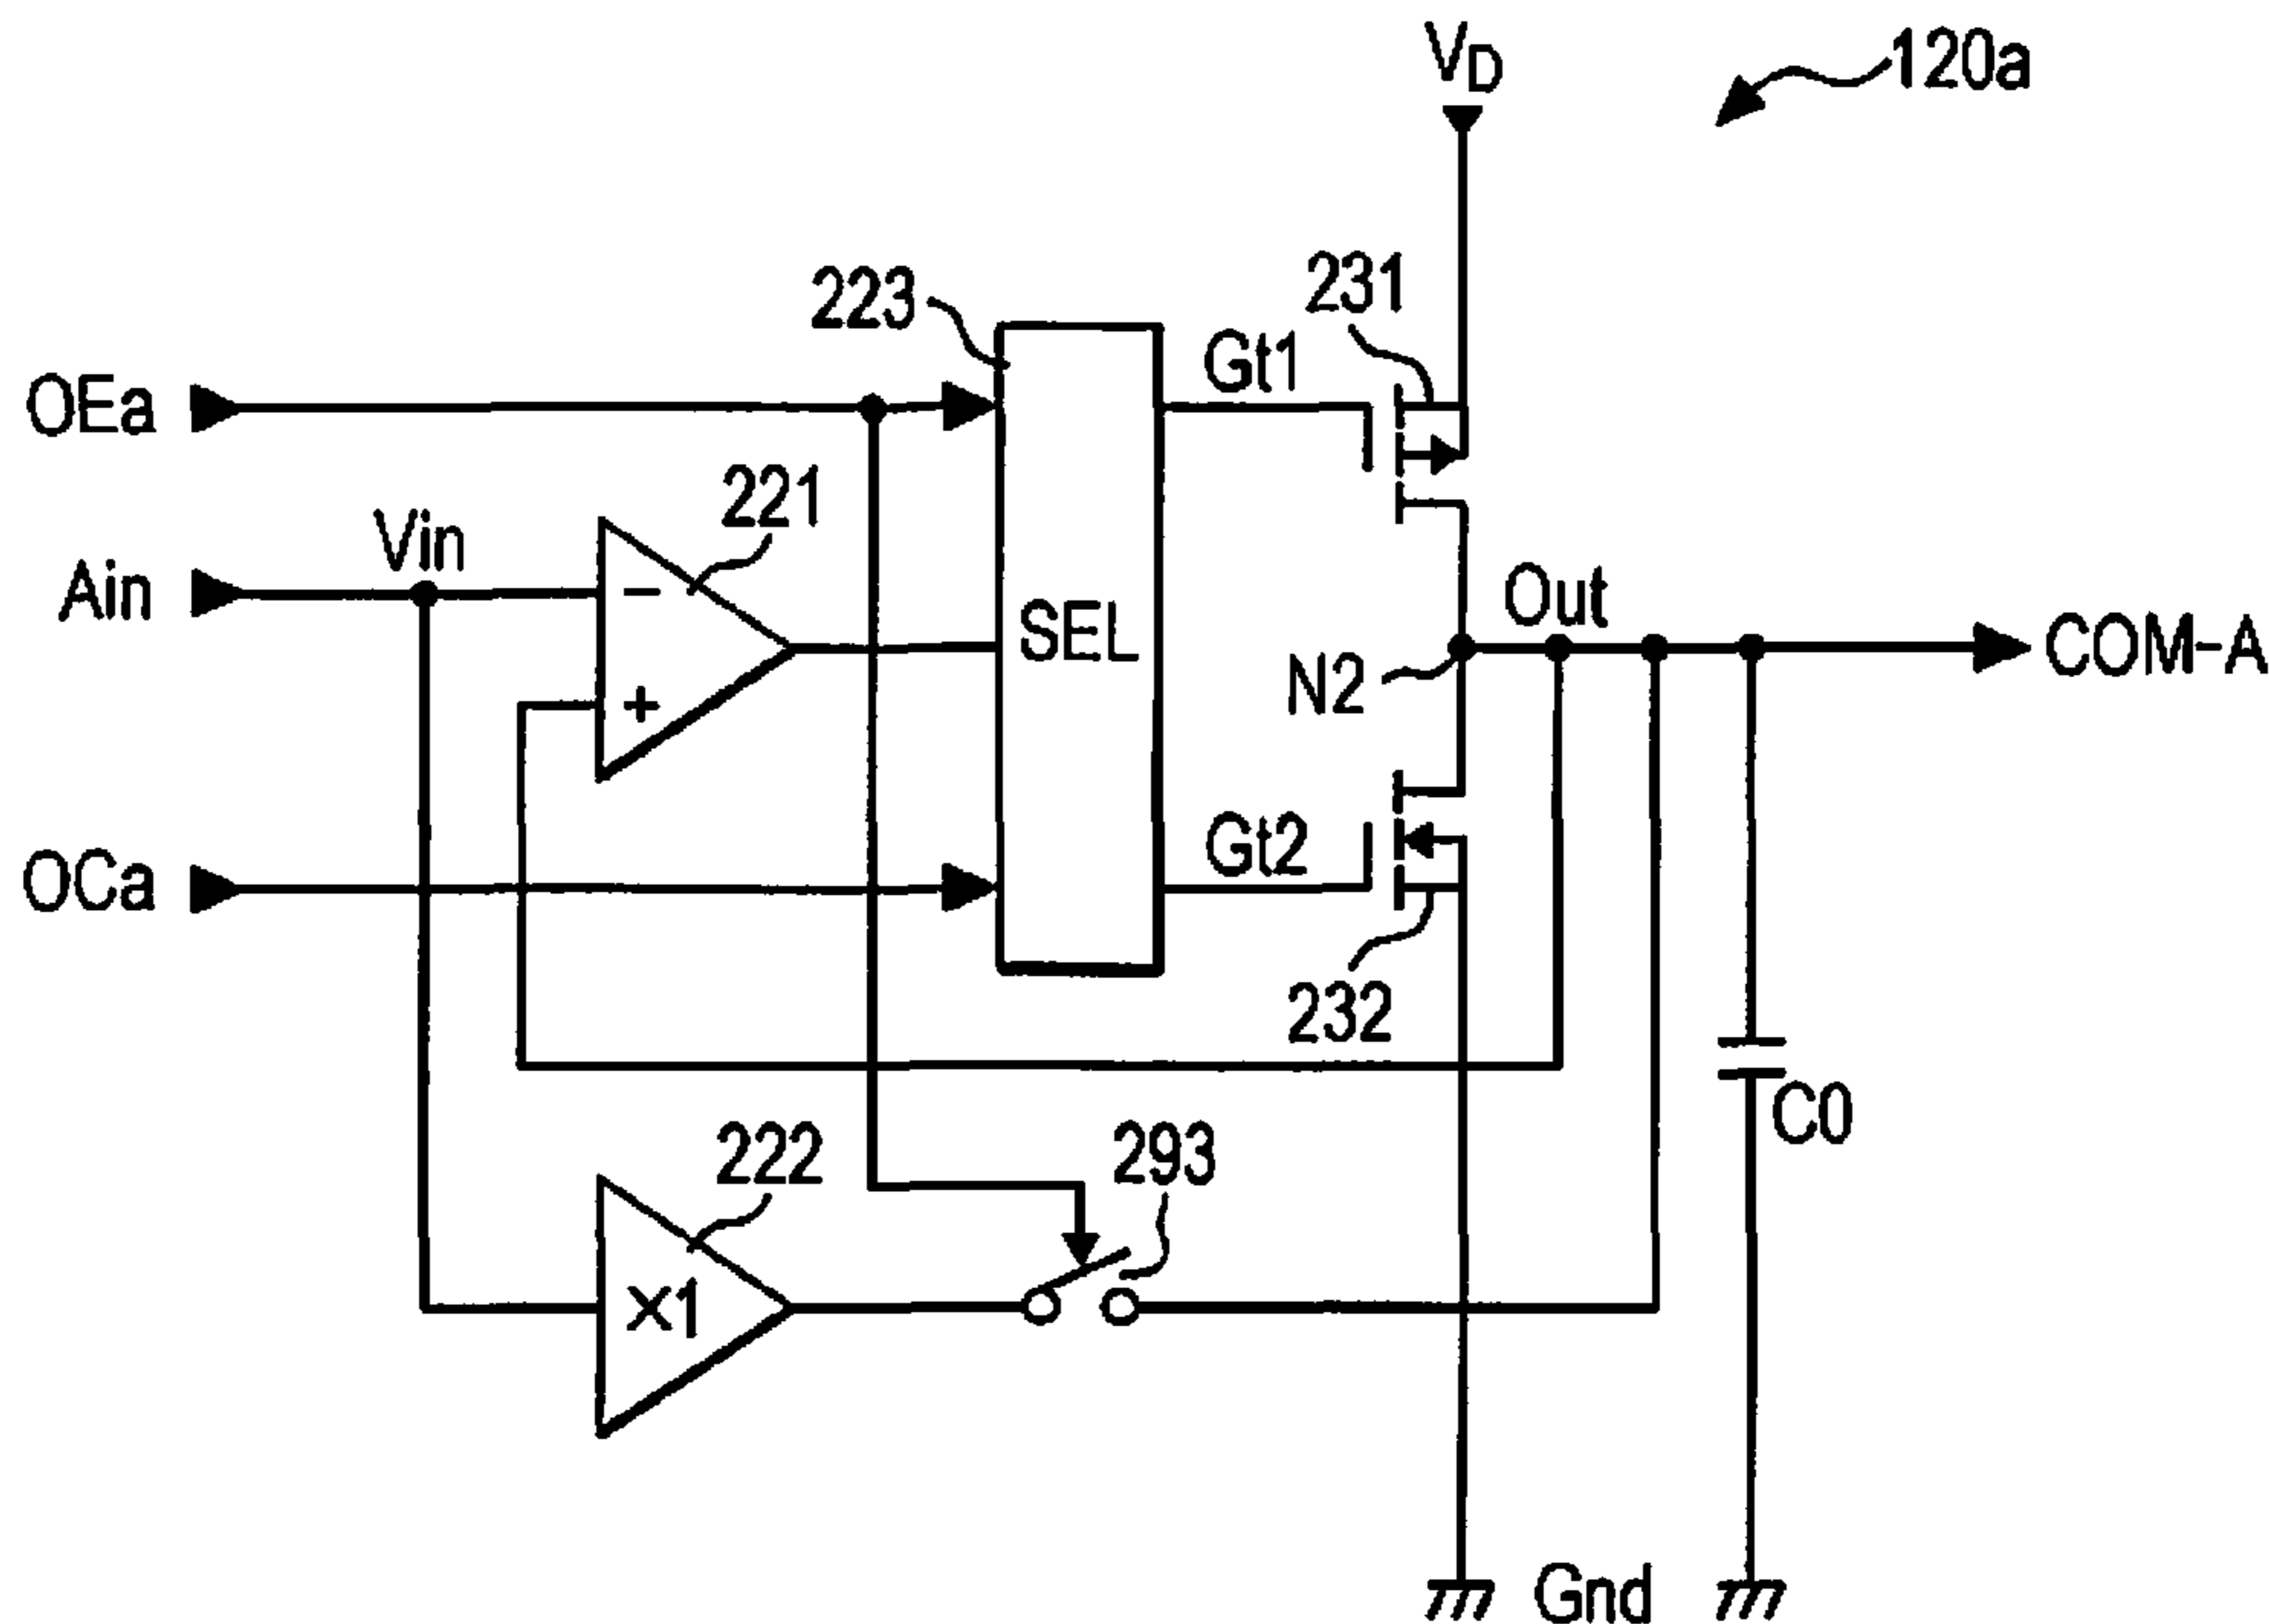 VD
120a
223
231
OEa
Gt1
221
Vin
Ain
−
SEL
Out
COM-A
N2
+
OCa
Gt2
232
C0
222
293
×1
Gnd